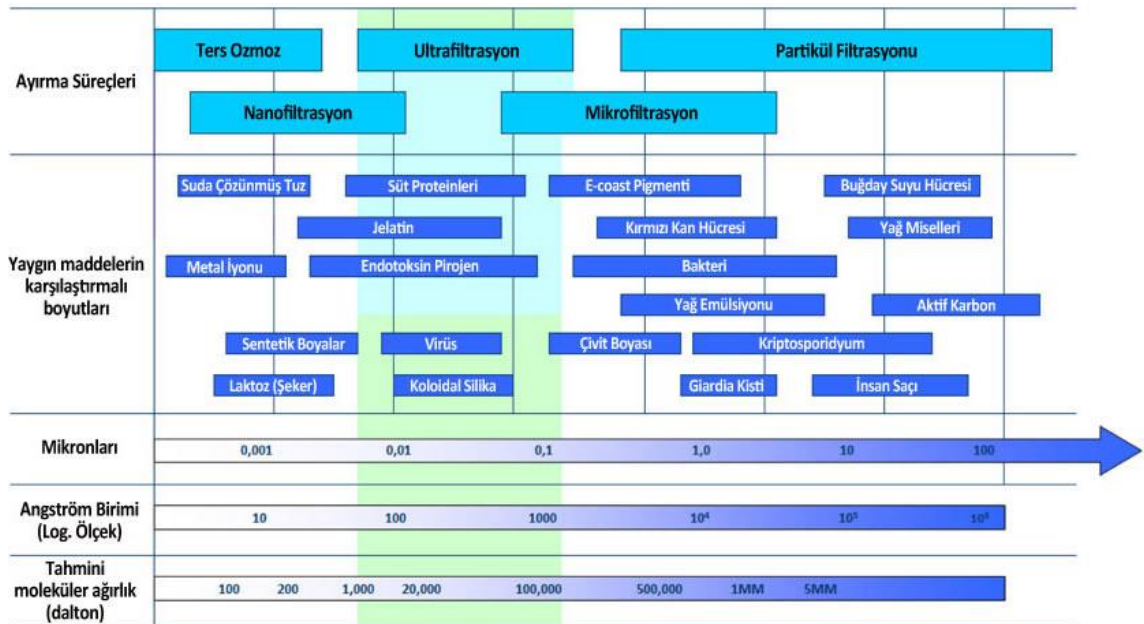 Ters Ozmoz Ultrafiltrasyon Partikül Filtrasyonu
Ayırma Süreçleri
Nanofiltrasyon Mikrofiltrasyon
Suda Çözünmüş Tuz Süt Proteinleri E-coast Pigmenti Buğday Suyu Hücresi
Jelatin Kırmızı Kan Hücresi Yağ Miselleri
Yaygın maddelerin
karşılaştırmalı
boyutları
Metal İyonu Endotoksin Pirojen Bakteri
Yağ Emülsiyonu Aktif Karbon
Sentetik Boyalar Virüs Çivit Boyası Kriptosporidyum
Laktoz (Şeker) Koloidal Silika Giardia Kisti İnsan Saçı
Mikronları 0,001 0,01 0,1 1,0 10 100
Angström Birimi
(Log. Ölçek)
10 100 1000 10⁴ 10⁵ 10⁶
Tahmini
moleküler ağırlık
(dalton)
100 200 1,000 20,000 100,000 500,000 1MM 5MM